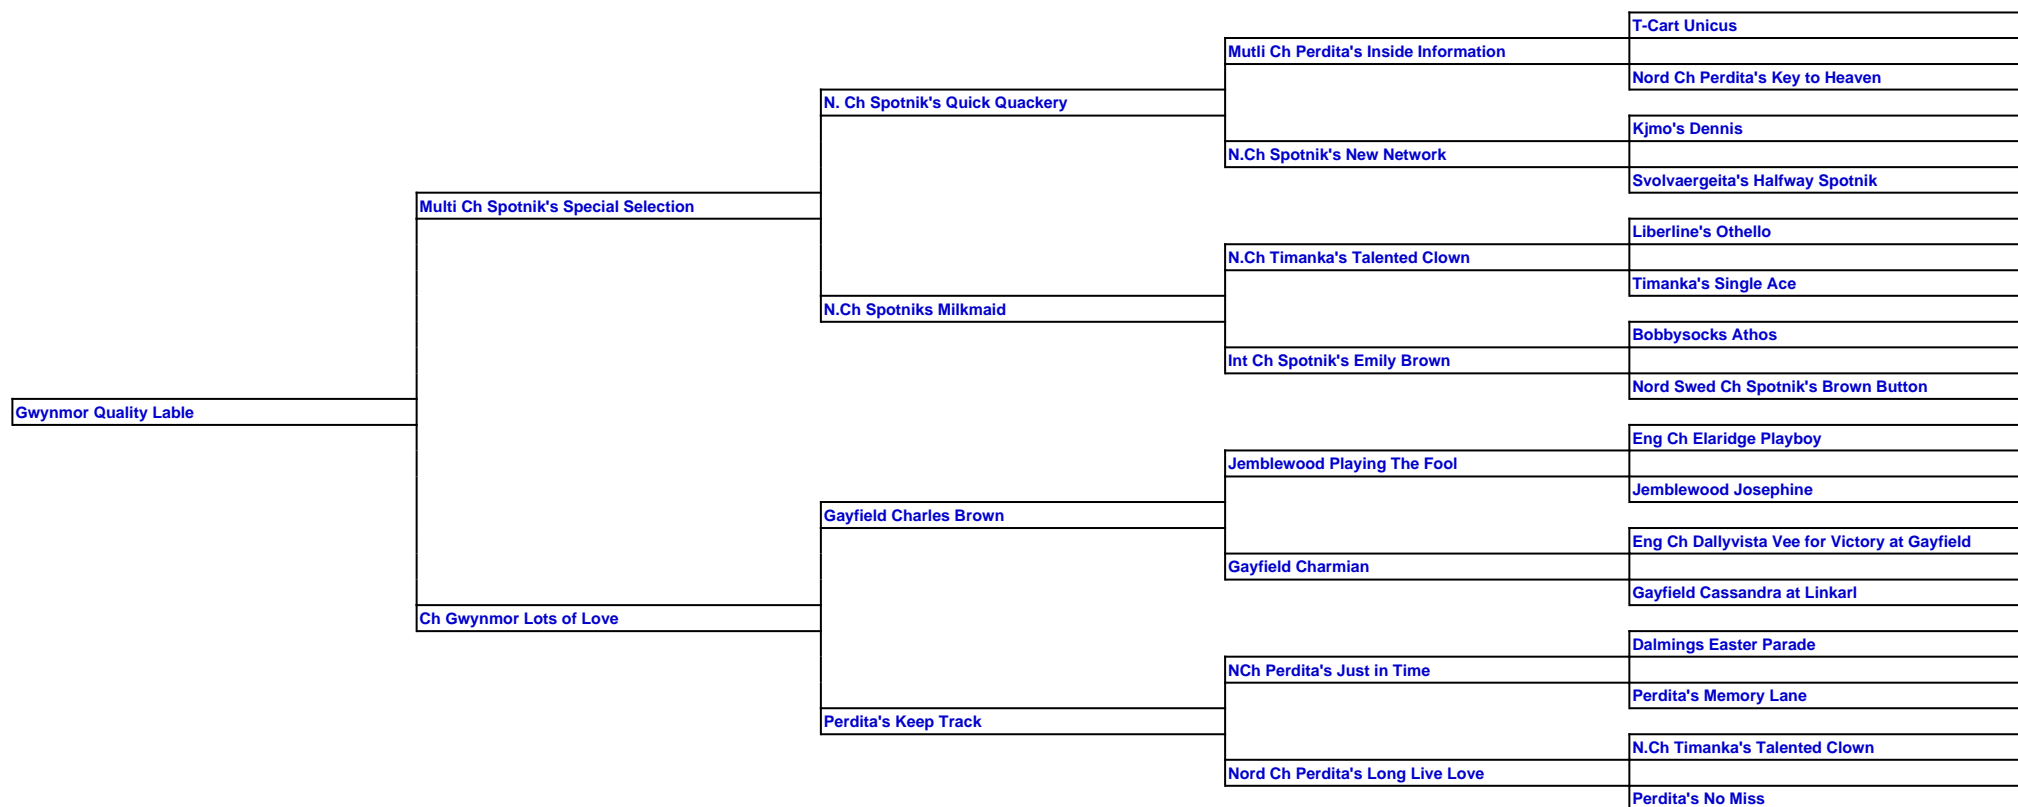 T-Cart Unicus
Mutli Ch Perdita's Inside Information
Nord Ch Perdita's Key to Heaven
N. Ch Spotnik's Quick Quackery
Kjmo's Dennis
N.Ch Spotnik's New Network
Svolvaergeita's Halfway Spotnik
Multi Ch Spotnik's Special Selection
Liberline's Othello
N.Ch Timanka's Talented Clown
Timanka's Single Ace
N.Ch Spotniks Milkmaid
Bobbysocks Athos
Int Ch Spotnik's Emily Brown
Nord Swed Ch Spotnik's Brown Button
Gwynmor Quality Lable
Eng Ch Elaridge Playboy
Jemblewood Playing The Fool
Jemblewood Josephine
Gayfield Charles Brown
Eng Ch Dallyvista Vee for Victory at Gayfield
Gayfield Charmian
Gayfield Cassandra at Linkarl
Ch Gwynmor Lots of Love
Dalmings Easter Parade
NCh Perdita's Just in Time
Perdita's Memory Lane
Perdita's Keep Track
N.Ch Timanka's Talented Clown
Nord Ch Perdita's Long Live Love
Perdita's No Miss